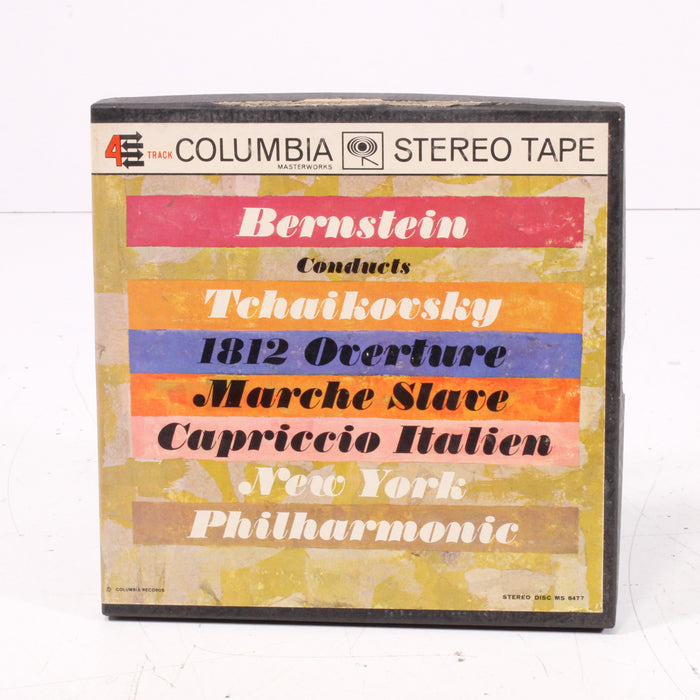 4 TRACK COLUMBIA MASTERWORKS STEREO TAPE
Bernstein
Conducts
Tchaikovsky
1812 Overture
Marche Slave
Capriccio Italien
New York
Philharmonic
Ⓟ COLUMBIA RECORDS STEREO DISC MS 6477